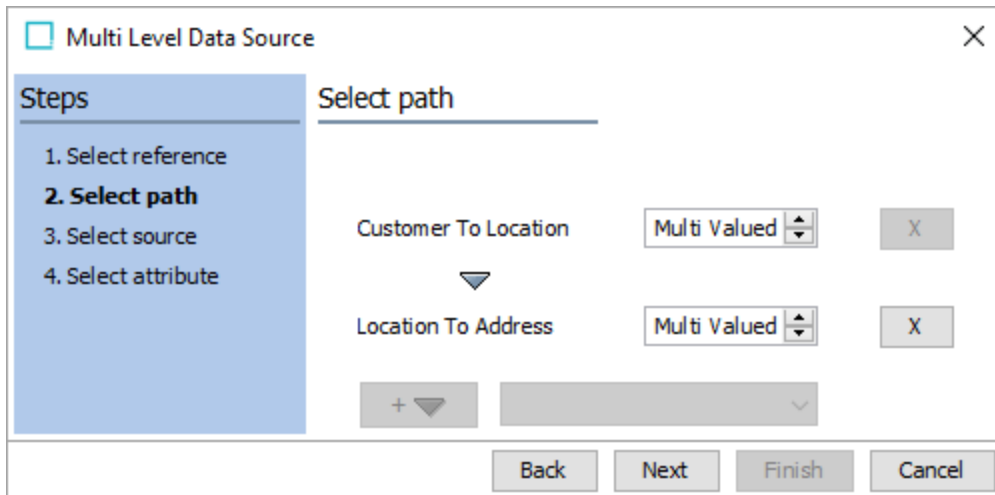 Multi Level Data Source
Steps
1. Select reference
2. Select path
3. Select source
4. Select attribute
Select path
Customer To Location
Multi Valued
X
Location To Address
Multi Valued
X
+
Back
Next
Finish
Cancel